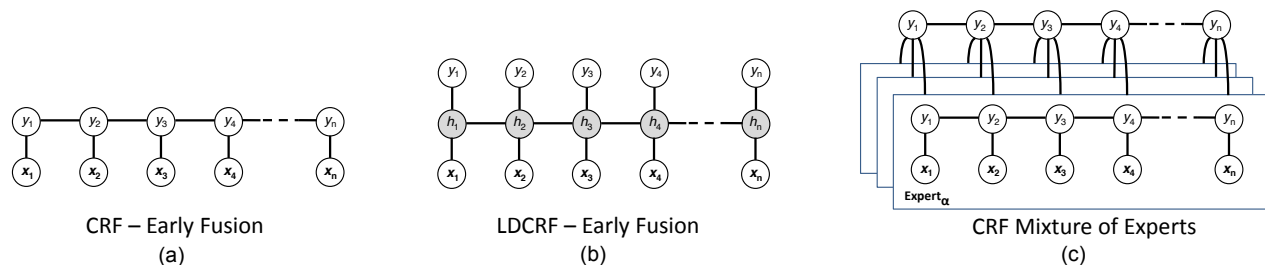 y1 y2 y3 y4 yn
x1 x2 x3 x4 xn
CRF – Early Fusion
(a)
y1 y2 y3 y4 yn
h1 h2 h3 h4 hn
x1 x2 x3 x4 xn
LDCRF – Early Fusion
(b)
y1 y2 y3 y4 yn
y1 y2 y3 y4 yn
x1 x2 x3 x4 xn
Expertα
CRF Mixture of Experts
(c)